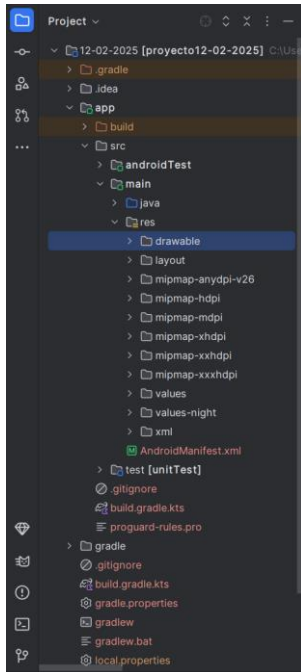 Project
12-02-2025 [proyecto12-02-2025] C:\Use
.gradle
.idea
app
build
src
androidTest
main
java
res
drawable
layout
mipmap-anydpi-v26
mipmap-hdpi
mipmap-mdpi
mipmap-xhdpi
mipmap-xxhdpi
mipmap-xxxhdpi
values
values-night
xml
AndroidManifest.xml
test [unitTest]
.gitignore
build.gradle.kts
proguard-rules.pro
gradle
.gitignore
build.gradle.kts
gradle.properties
gradlew
gradlew.bat
local.properties